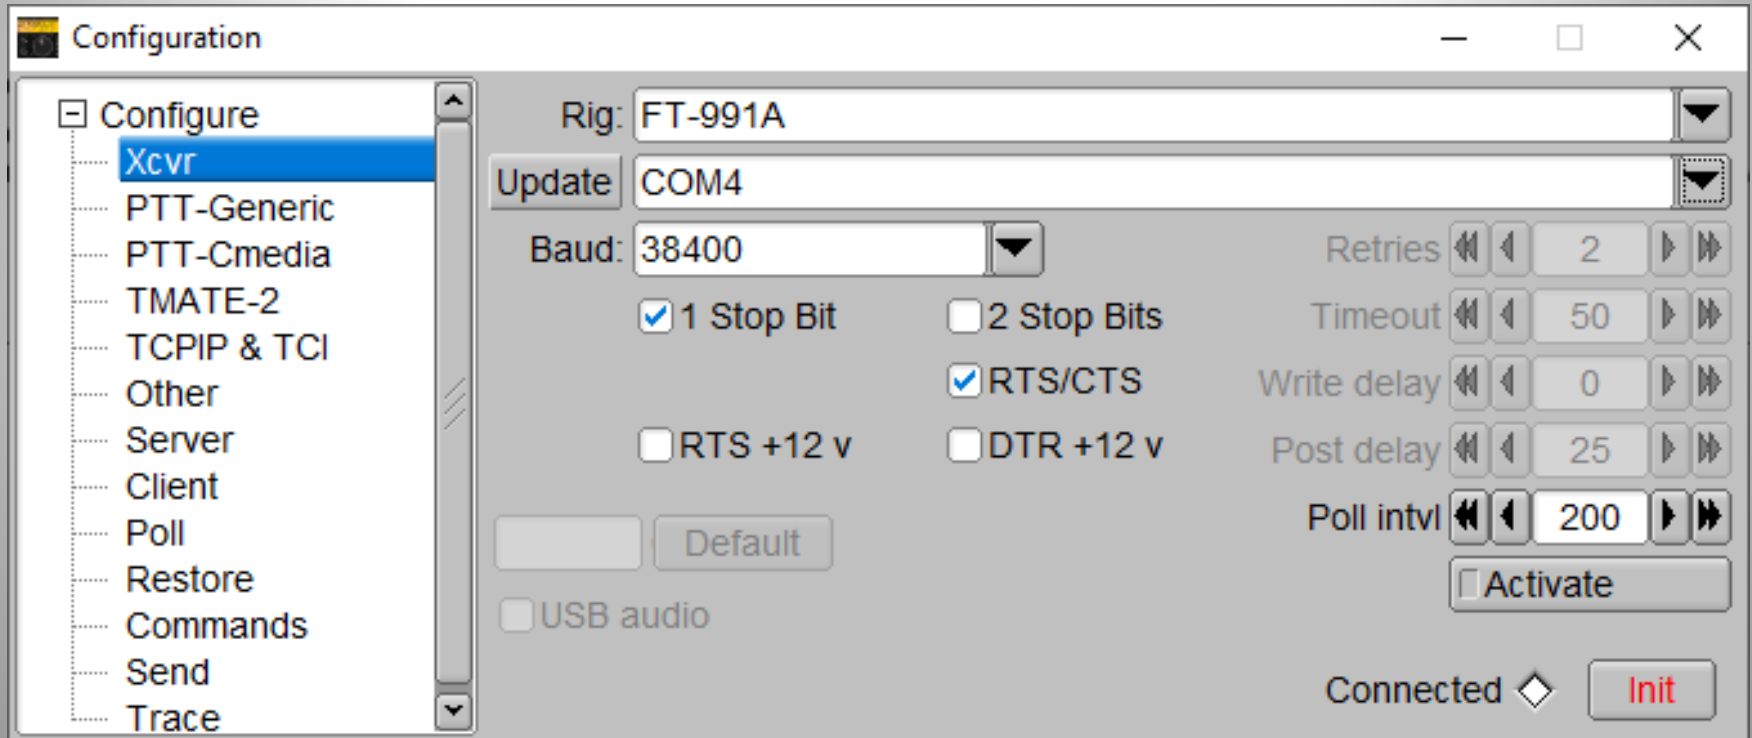 Configuration
Configure
Xcvr
PTT-Generic
PTT-Cmedia
TMATE-2
TCPIP & TCI
Other
Server
Client
Poll
Restore
Commands
Send
Trace
Rig: FT-991A
Update COM4
Baud: 38400
Retries 2
1 Stop Bit 2 Stop Bits Timeout 50
RTS/CTS Write delay 0
RTS +12 v DTR +12 v Post delay 25
Poll intvl 200
Default
Activate
USB audio
Connected Init